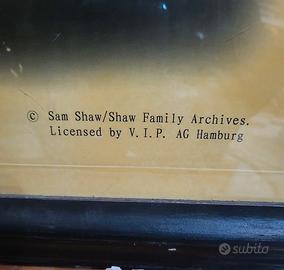 © Sam Shaw/Shaw Family Archives.
Licensed by V.I.P. AG Hamburg
subito